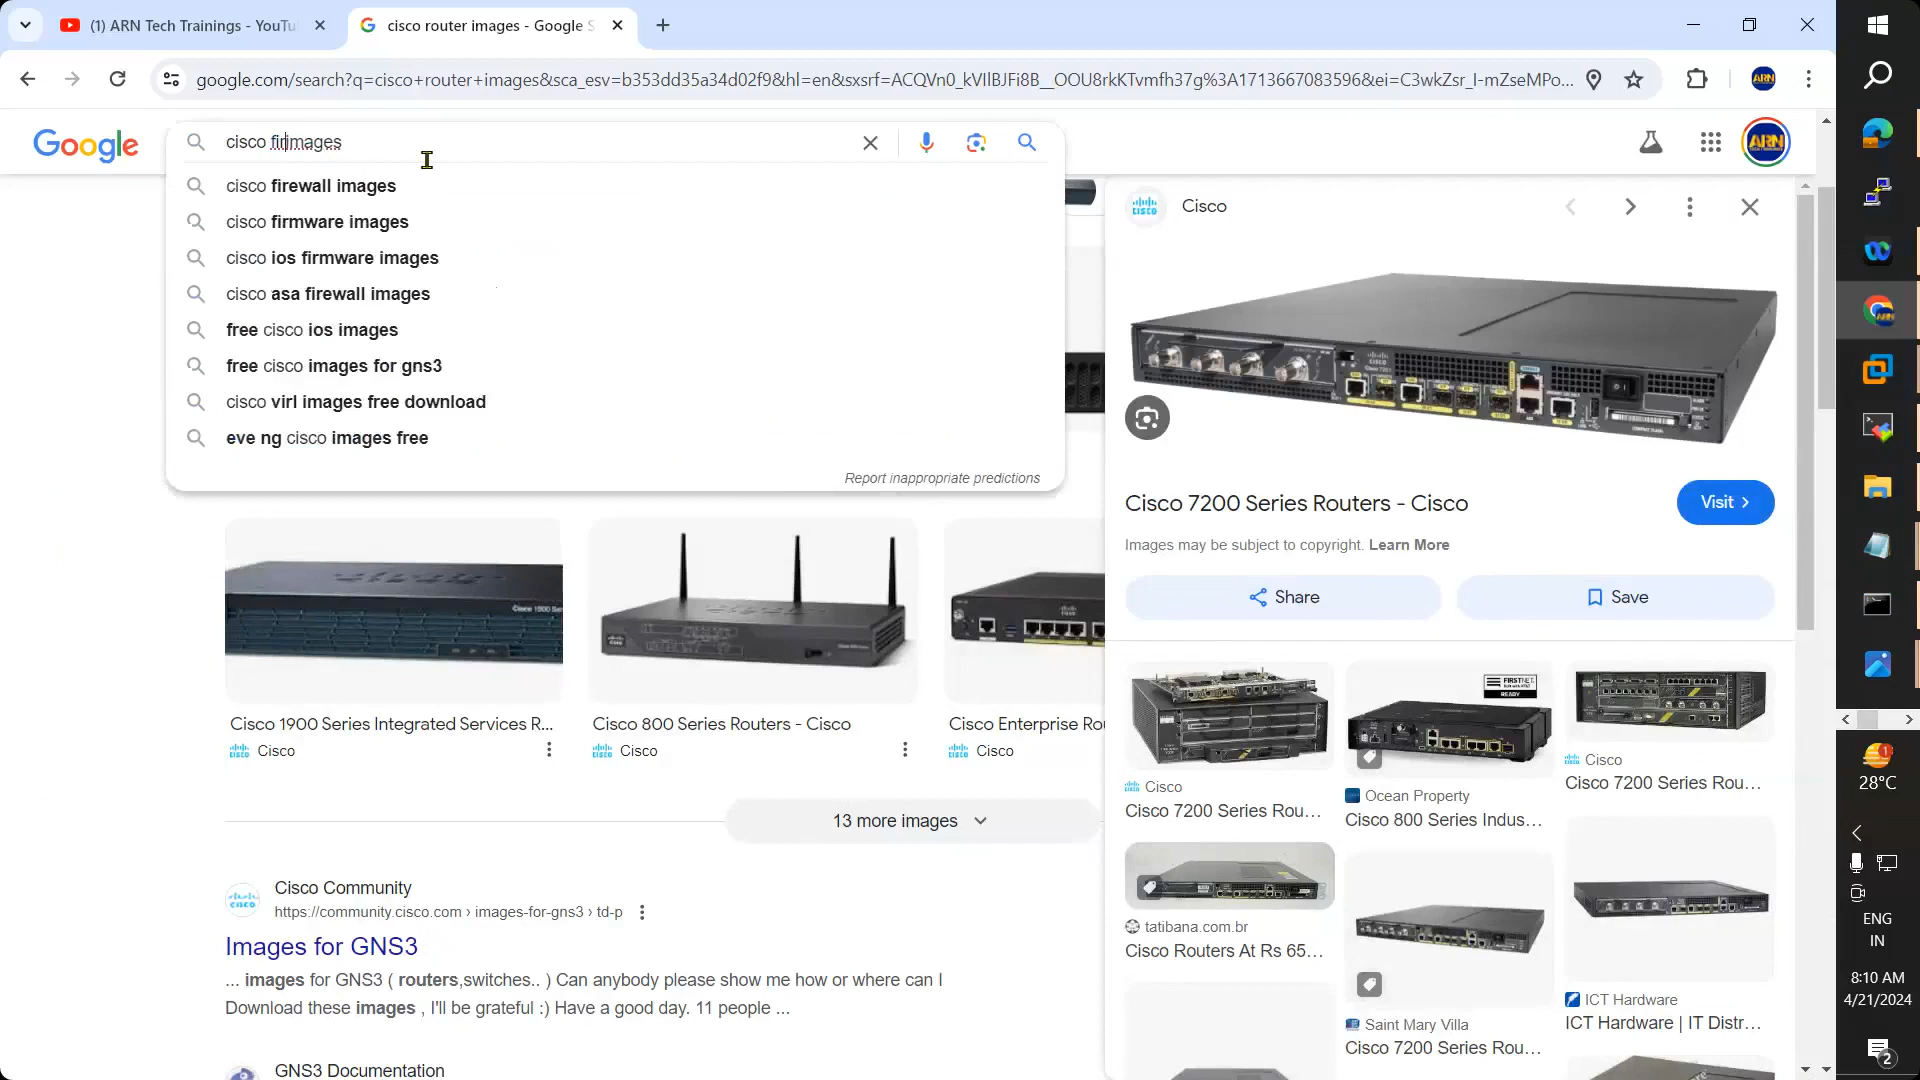 (1) ARN Tech Trainings - YouTu
cisco router images - Google S
google.com/search?q=cisco+router+images&sca_esv=b353dd35a34d02f9&hl=en&sxsrf=ACQVn0_kVIlBJFi8B__OOU8rkKTvmfh37g%3A1713667083596&ei=C3wkZsr_I-mZseMPo...
Google
cisco firimages
cisco firewall images
cisco firmware images
cisco ios firmware images
cisco asa firewall images
free cisco ios images
free cisco images for gns3
cisco virl images free download
eve ng cisco images free
Report inappropriate predictions
Cisco 1900 Series Integrated Services R...
Cisco
Cisco 800 Series Routers - Cisco
Cisco
Cisco Enterprise Rou
Cisco
13 more images
Cisco Community
https://community.cisco.com › images-for-gns3 › td-p
Images for GNS3
... images for GNS3 ( routers,switches.. ) Can anybody please show me how or where can I
Download these images , I'll be grateful :) Have a good day. 11 people ...
GNS3 Documentation
Cisco
Cisco 7200 Series Routers - Cisco
Visit
Images may be subject to copyright. Learn More
Share
Save
Cisco
Cisco 7200 Series Rou...
FIRSTNET
READY
Ocean Property
Cisco 800 Series Indus...
Cisco
Cisco 7200 Series Rou...
tatibana.com.br
Cisco Routers At Rs 65...
Saint Mary Villa
Cisco 7200 Series Rou...
ICT Hardware
ICT Hardware | IT Distr...
ARN
28°C
ENG
IN
8:10 AM
4/21/2024
2